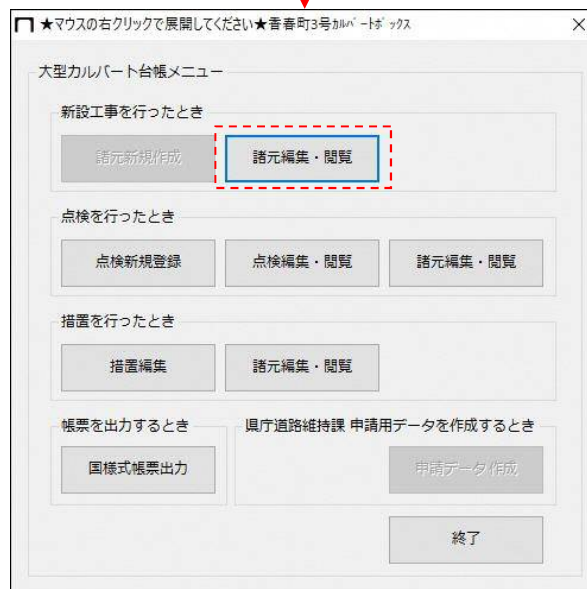 ★マウスの右クリックで展開してください★香春町3号ｶﾙﾊﾞｰﾄﾎﾞｯｸｽ
大型カルバート台帳メニュー
新設工事を行ったとき
諸元新規作成 諸元編集・閲覧
点検を行ったとき
点検新規登録 点検編集・閲覧 諸元編集・閲覧
措置を行ったとき
措置編集 諸元編集・閲覧
帳票を出力するとき 県庁道路維持課 申請用データを作成するとき
国様式帳票出力 申請データ作成
終了